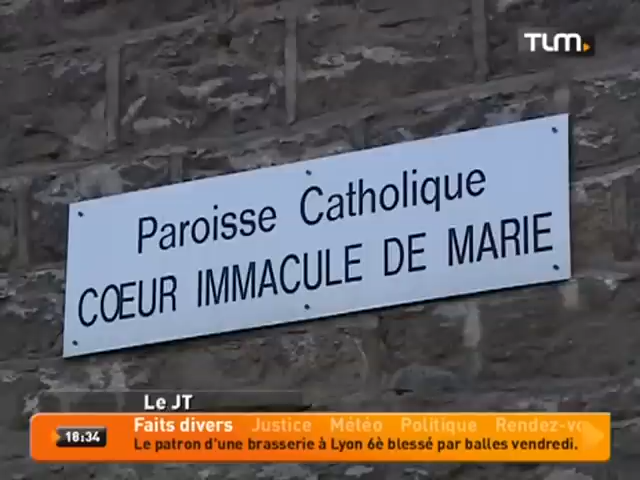 TLM.
Paroisse Catholique
CŒUR IMMACULE DE MARIE
Le JT
Faits divers Justice Météo Politique
18:34
Le patron d'une brasserie à Lyon 6è blessé par balles vendredi.